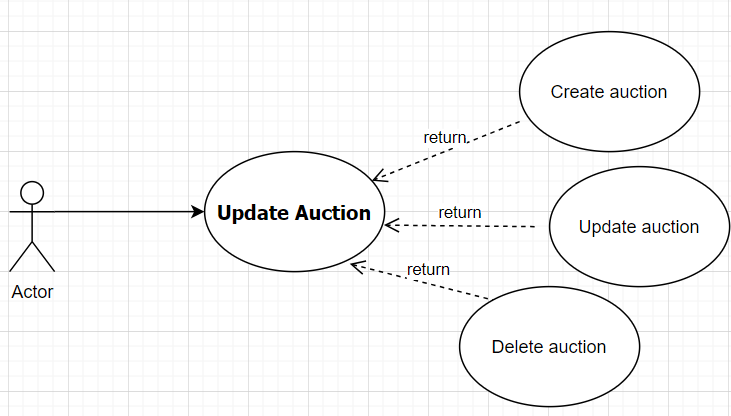 Create auction
return
Update Auction
return
Update auction
return
Actor
Delete auction